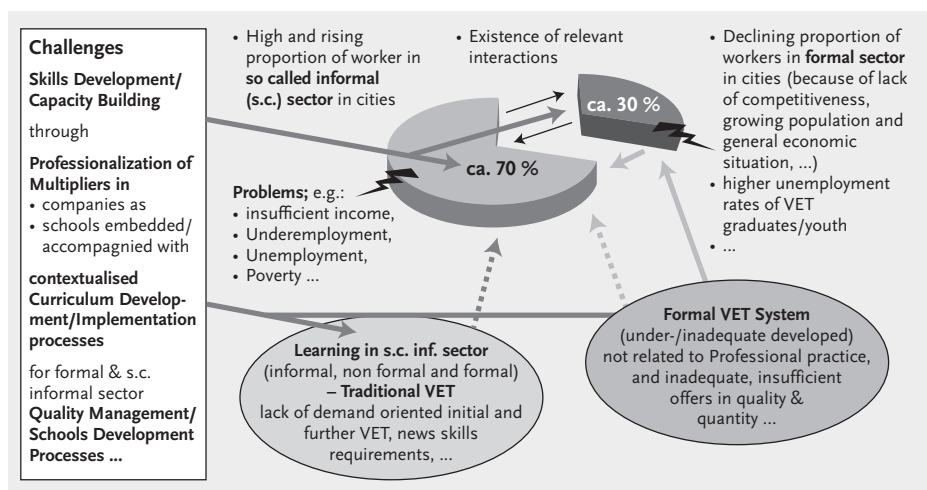 Challenges
Skills Development/
Capacity Building
through
Professionalization of
Multipliers in
• companies as
• schools embedded/
accompagnied with
contextualised
Curriculum Develop-
ment/Implementation
processes
for formal & s.c.
informal sector
Quality Management/
Schools Development
Processes ...
• High and rising
proportion of worker in
so called informal
(s.c.) sector in cities
• Existence of relevant
interactions
• Declining proportion of
workers in formal sector
in cities (because of lack
of competitiveness,
growing population and
general economic
situation, ...)
• higher unemployment
rates of VET
graduates/youth
• ...
ca. 30 %
ca. 70 %
Problems; e.g.:
• insufficient income,
• Underemployment,
• Unemployment,
• Poverty ...
Learning in s.c. inf. sector
(informal, non formal and formal)
– Traditional VET
lack of demand oriented initial and
further VET, news skills
requirements, ...
Formal VET System
(under-/inadequate developed)
not related to Professional practice,
and inadequate, insufficient
offers in quality &
quantity ...